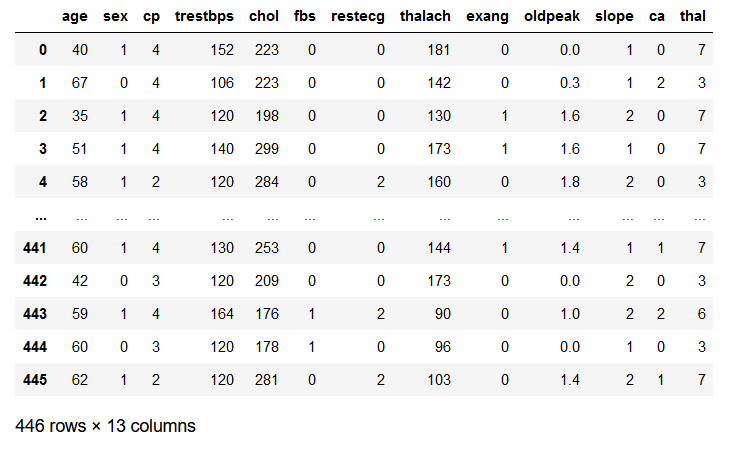 age sex cp trestbps chol fbs restecg thalach exang oldpeak slope ca thal
0 40 1 4 152 223 0 0 181 0 0.0 1 0 7
1 67 0 4 106 223 0 0 142 0 0.3 1 2 3
2 35 1 4 120 198 0 0 130 1 1.6 2 0 7
3 51 1 4 140 299 0 0 173 1 1.6 1 0 7
4 58 1 2 120 284 0 2 160 0 1.8 2 0 3
... ... ... ... ... ... ... ... ... ... ... ... ... ...
441 60 1 4 130 253 0 0 144 1 1.4 1 1 7
442 42 0 3 120 209 0 0 173 0 0.0 2 0 3
443 59 1 4 164 176 1 2 90 0 1.0 2 2 6
444 60 0 3 120 178 1 0 96 0 0.0 1 0 3
445 62 1 2 120 281 0 2 103 0 1.4 2 1 7
446 rows × 13 columns